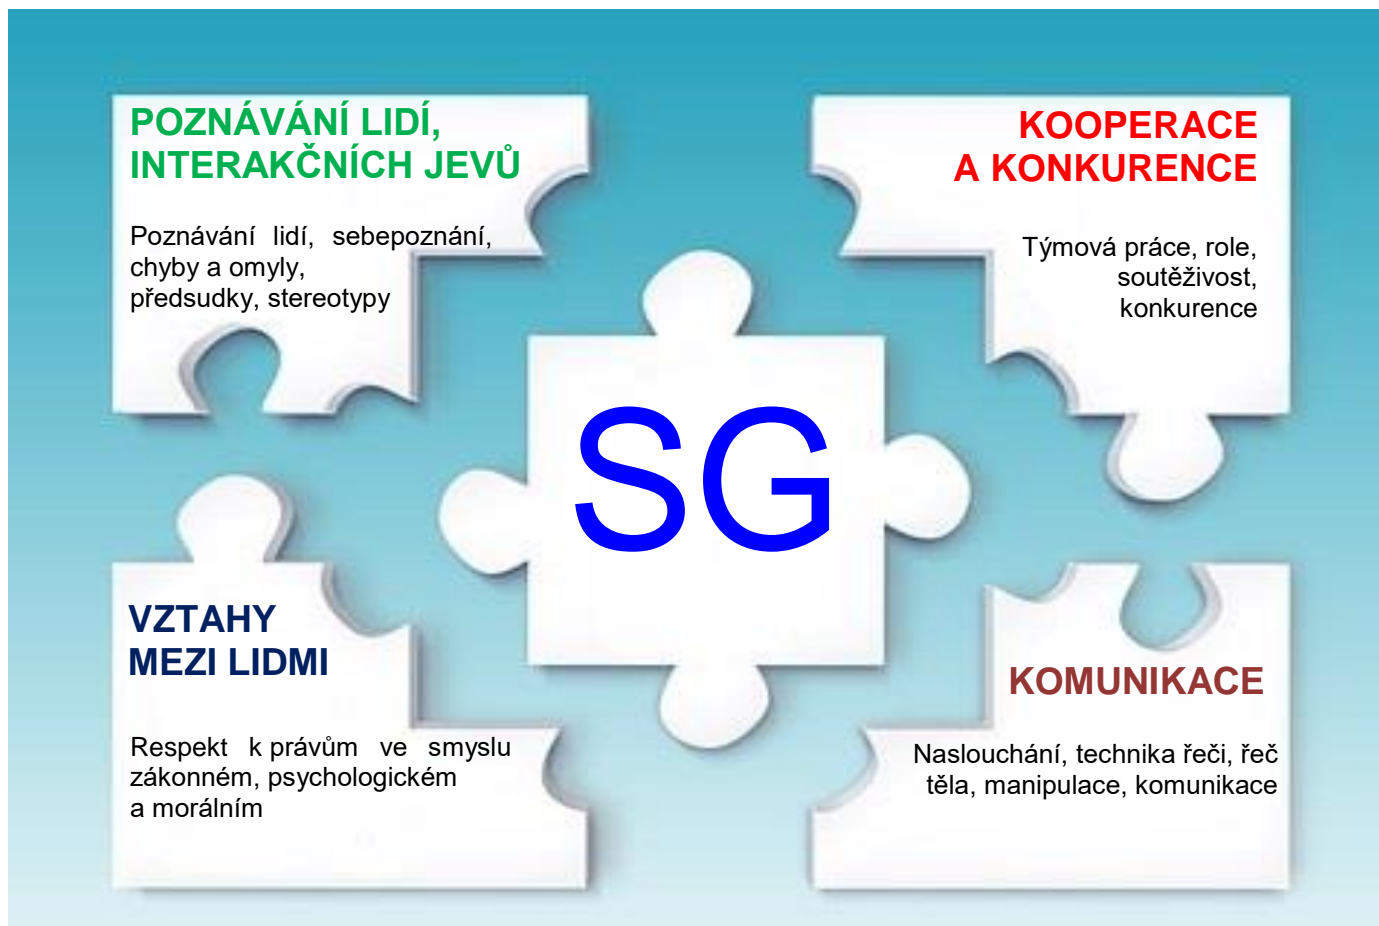 POZNÁVÁNÍ LIDÍ,
INTERAKČNÍCH JEVŮ
Poznávání lidí, sebepoznání,
chyby a omyly,
předsudky, stereotypy
KOOPERACE
A KONKURENCE
Týmová práce, role,
soutěživost,
konkurence
SG
VZTAHY
MEZI LIDMI
Respekt k právům ve smyslu
zákonném, psychologickém
a morálním
KOMUNIKACE
Naslouchání, technika řeči, řeč
těla, manipulace, komunikace